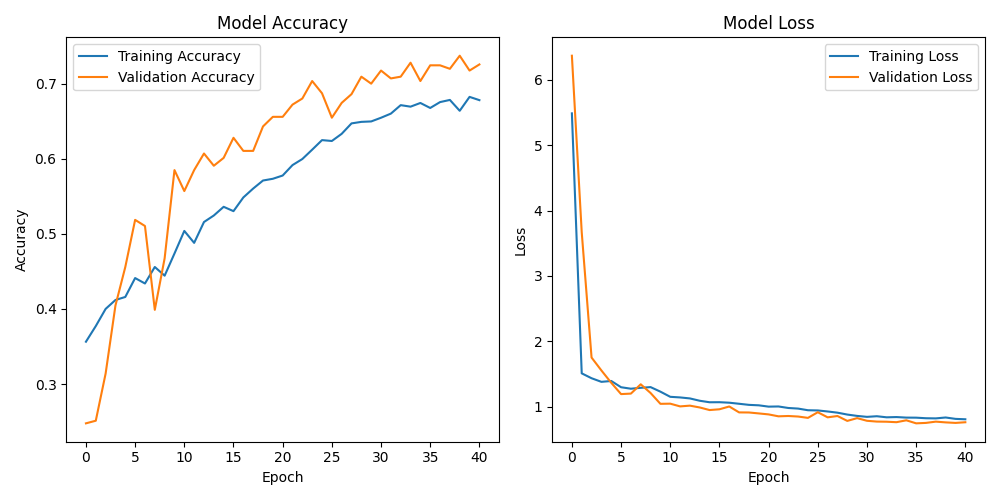 Model Accuracy
Training Accuracy
Validation Accuracy
0.7
0.6
0.5
0.4
0.3
Accuracy
0 5 10 15 20 25 30 35 40
Epoch
Model Loss
Training Loss
Validation Loss
6
5
4
3
2
1
Loss
0 5 10 15 20 25 30 35 40
Epoch